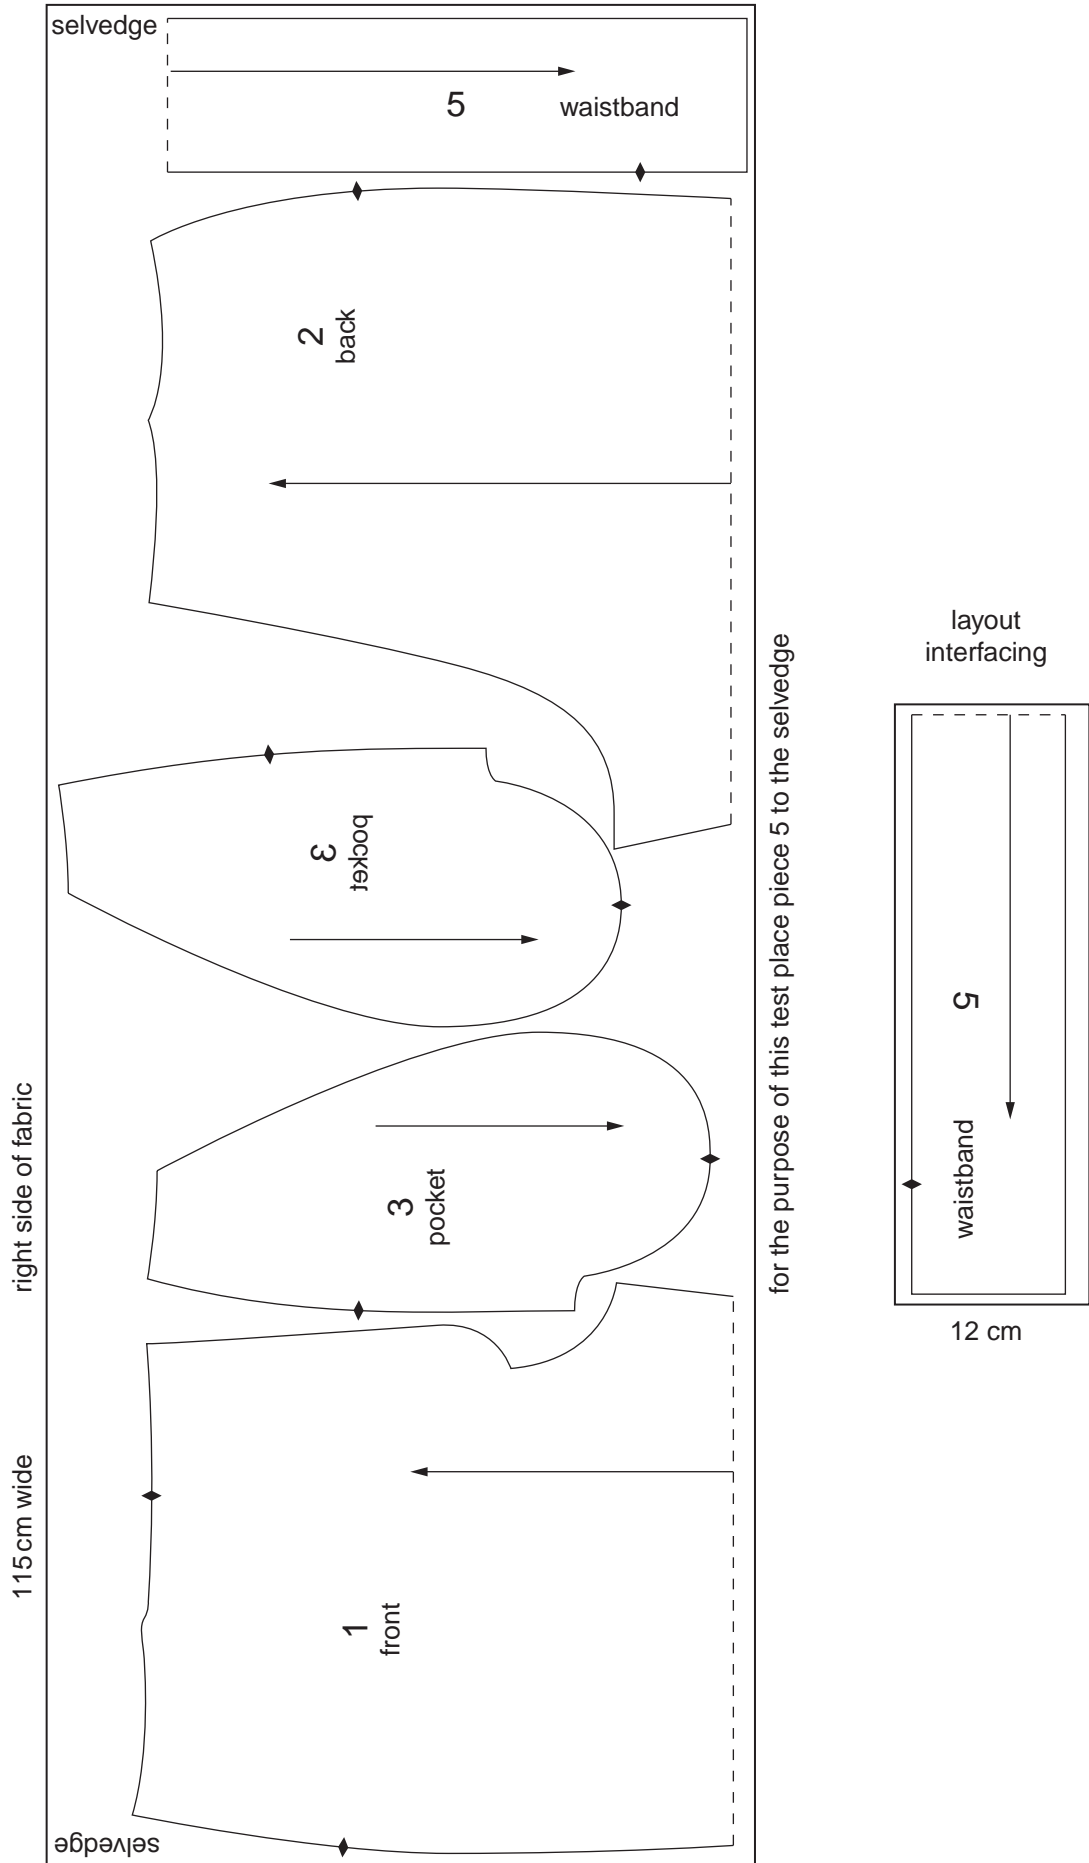 selvedge
5
waistband
2
back
3
pocket
3
pocket
1
front
selvedge
right side of fabric
115 cm wide
for the purpose of this test place piece 5 to the selvedge
layout
interfacing
5
waistband
12 cm